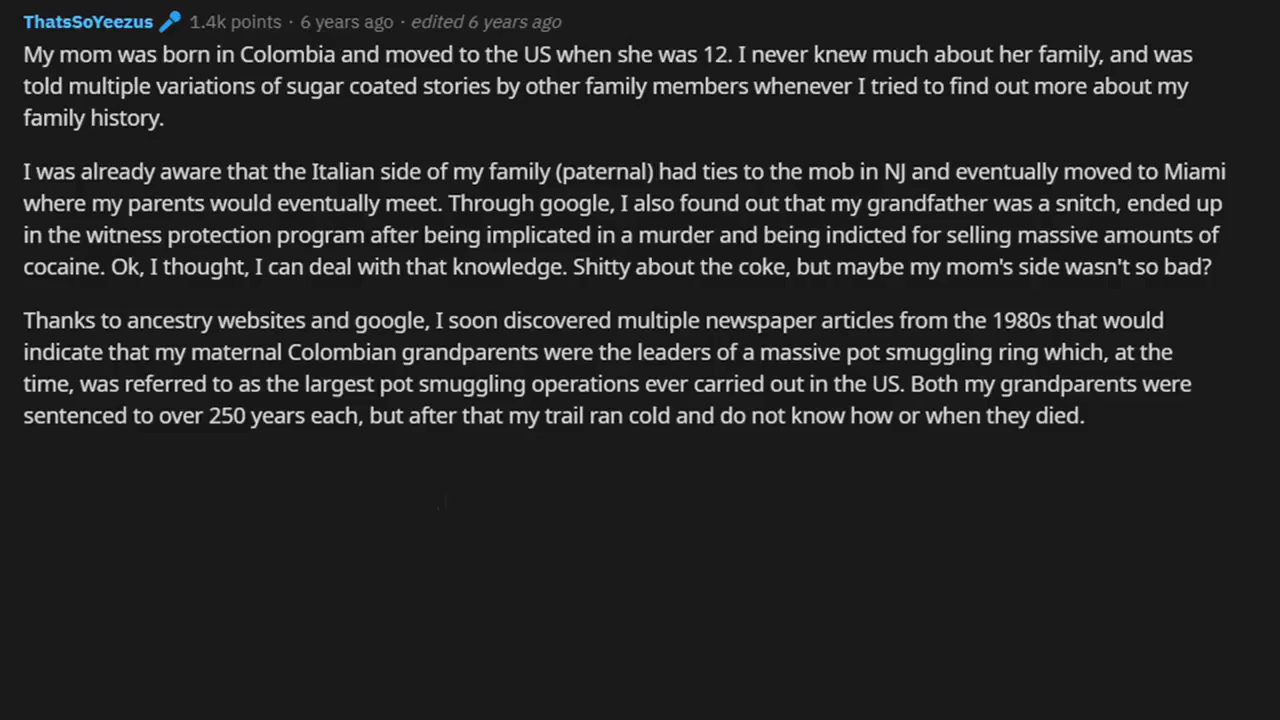 ThatsSoYeezus 1.4k points · 6 years ago · edited 6 years ago
My mom was born in Colombia and moved to the US when she was 12. I never knew much about her family, and was
told multiple variations of sugar coated stories by other family members whenever I tried to find out more about my
family history.
I was already aware that the Italian side of my family (paternal) had ties to the mob in NJ and eventually moved to Miami
where my parents would eventually meet. Through google, I also found out that my grandfather was a snitch, ended up
in the witness protection program after being implicated in a murder and being indicted for selling massive amounts of
cocaine. Ok, I thought, I can deal with that knowledge. Shitty about the coke, but maybe my mom's side wasn't so bad?
Thanks to ancestry websites and google, I soon discovered multiple newspaper articles from the 1980s that would
indicate that my maternal Colombian grandparents were the leaders of a massive pot smuggling ring which, at the
time, was referred to as the largest pot smuggling operations ever carried out in the US. Both my grandparents were
sentenced to over 250 years each, but after that my trail ran cold and do not know how or when they died.